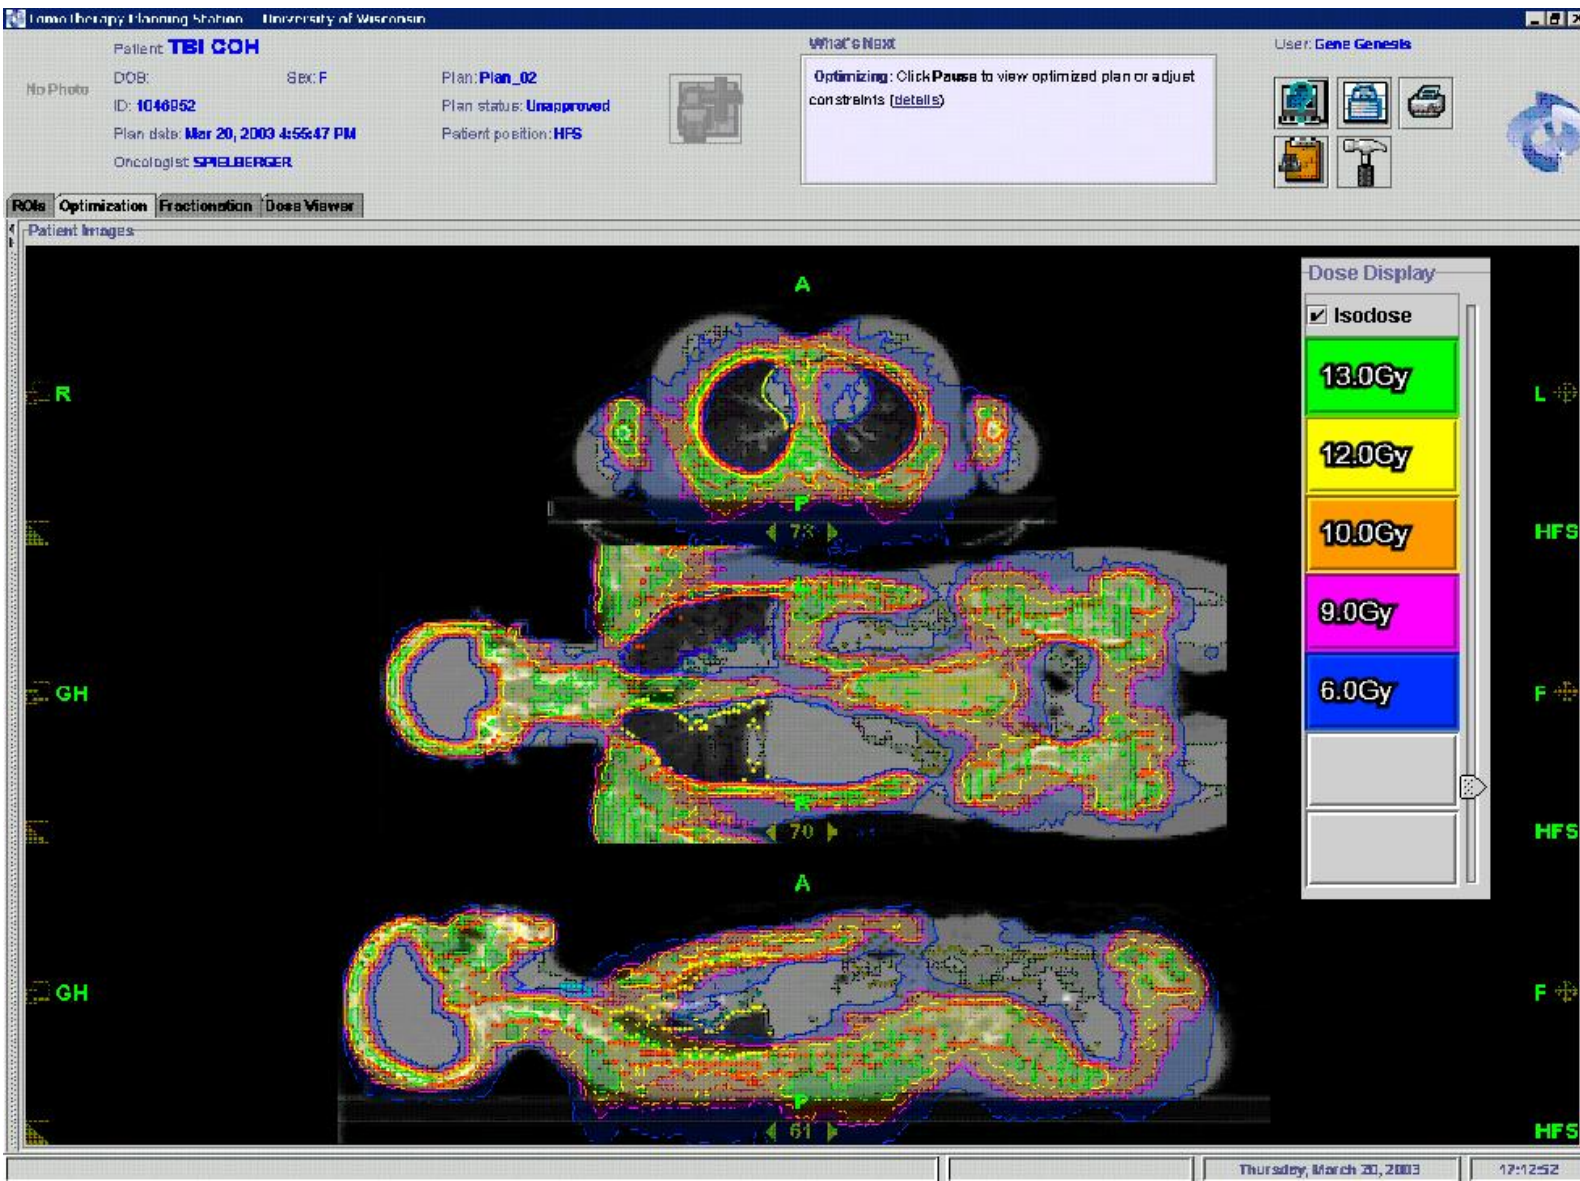 TomoTherapy Planning Station University of Wisconsin
Patient: TBI COH
No Photo
DOB: Sex: F
ID: 1046952
Plan date: Mar 20, 2003 4:55:47 PM
Oncologist: SPIELBERGER
Plan: Plan_02
Plan status: Unapproved
Patient position: HFS
What's Next
Optimizing: Click Pause to view optimized plan or adjust
constraints (details)
User: Gene Genesis
ROIs Optimization Fractionation Dose Viewer
Patient Images
A
R
L
P
73
HFS
L
GH
F
R
70
HFS
A
GH
F
P
61
HFS
Dose Display
Isodose
13.0Gy
12.0Gy
10.0Gy
9.0Gy
6.0Gy
Thursday, March 20, 2003 17:12:52